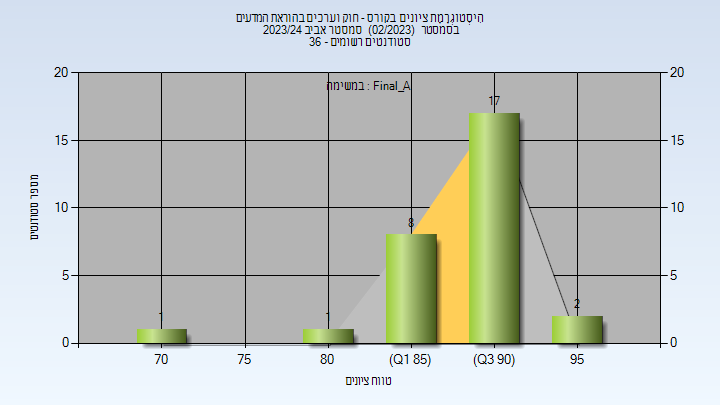 היסטוגרמת ציונים בקורס - חוק וערכים בהוראת המדעים
בסמסטר (02/2023) סמסטר אביב 2023/24
סטודנטים רשומים - 36
במשימה : Final_A
20
15
10
5
0
20
15
10
5
0
מספר סטודנטים
1
1
8
17
2
70
75
80
(Q1 85)
(Q3 90)
95
טווח ציונים